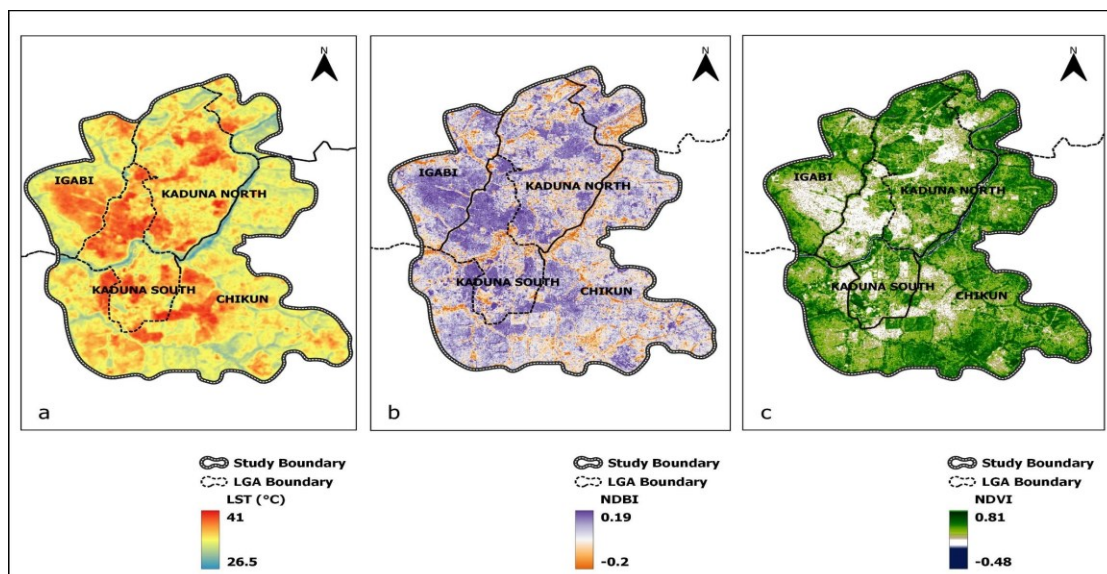 N
IGABI
KADUNA NORTH
KADUNA SOUTH
CHIKUN
a
N
IGABI
KADUNA NORTH
KADUNA SOUTH
CHIKUN
b
N
IGABI
KADUNA NORTH
KADUNA SOUTH
CHIKUN
c
Study Boundary
LGA Boundary
LST (°C)
41
26.5
Study Boundary
LGA Boundary
NDBI
0.19
-0.2
Study Boundary
LGA Boundary
NDVI
0.81
-0.48